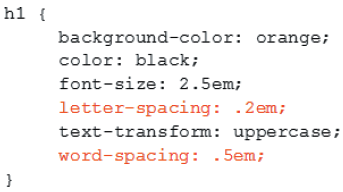 h1 {
background-color: orange;
color: black;
font-size: 2.5em;
letter-spacing: .2em;
text-transform: uppercase;
word-spacing: .5em;
}